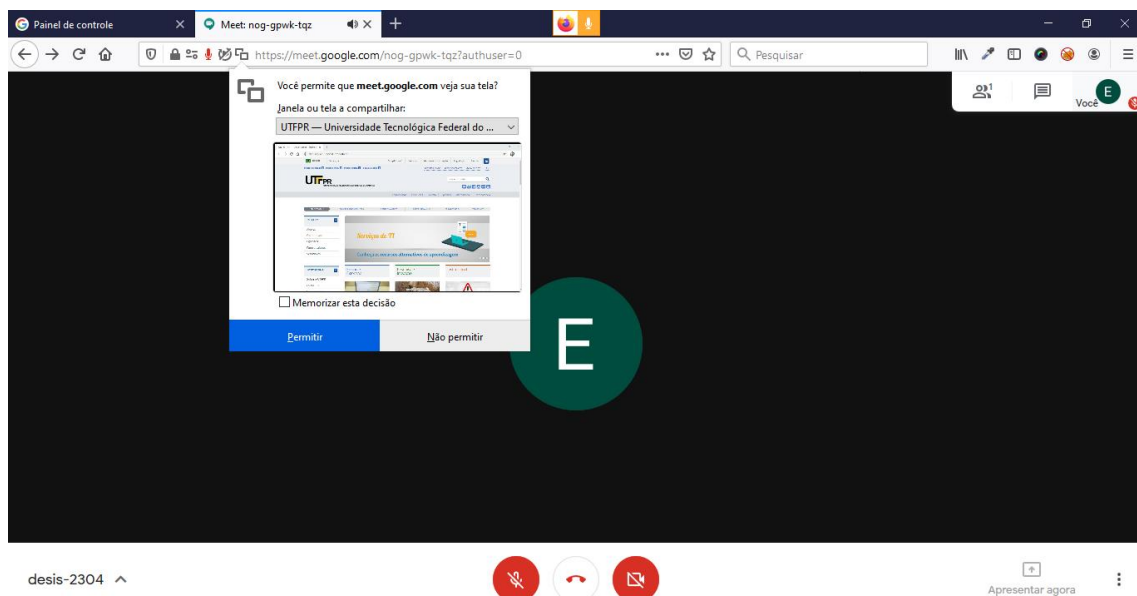 Painel de controle
Meet: nog-gpwk-tqz
https://meet.google.com/nog-gpwk-tqz?authuser=0
Pesquisar
Você permite que meet.google.com veja sua tela?
Janela ou tela a compartilhar:
UTFPR — Universidade Tecnológica Federal do ...
UTFPR
Serviços de TI
Memorizar esta decisão
Permitir
Não permitir
1
Você
E
E
desis-2304
Apresentar agora